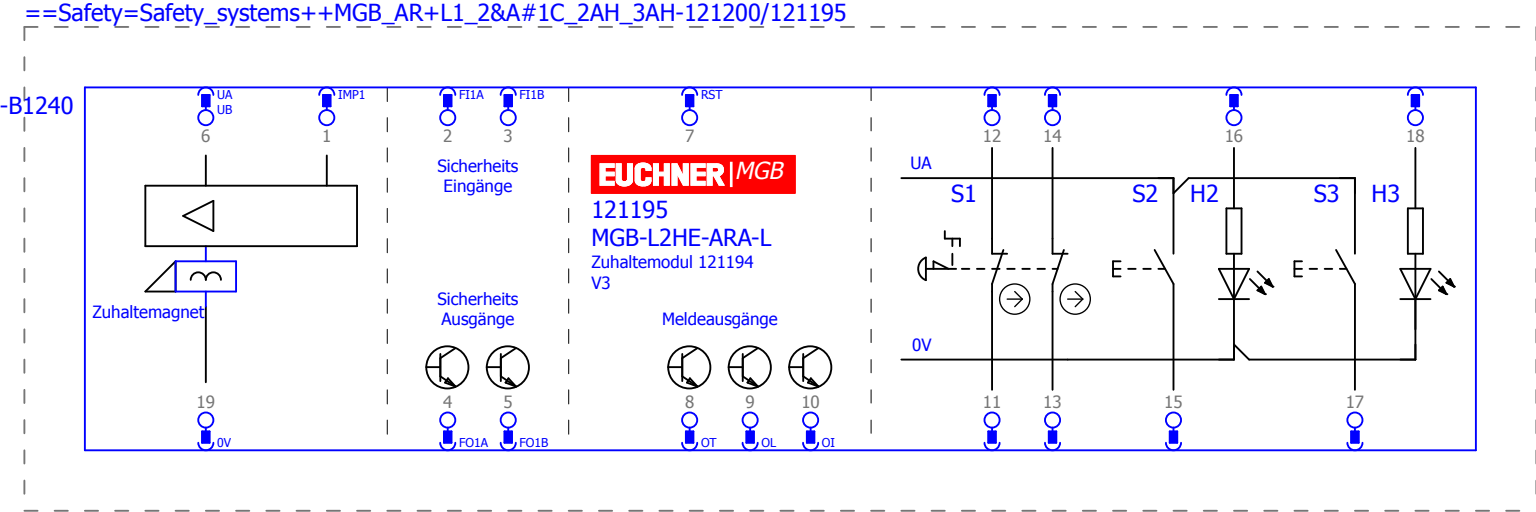 ==Safety=Safety_systems++MGB_AR+L1_2&A#1C_2AH_3AH-121200/121195
-B1240
UA
UB
IMP1
FI1A
FI1B
RST
6
1
2
3
7
12
14
16
18
Sicherheits
Eingänge
EUCHNER|MGB
121195
MGB-L2HE-ARA-L
Zuhaltemodul 121194
V3
UA
S1
S2
H2
S3
H3
Zuhaltemagnet
Sicherheits
Ausgänge
Meldeausgänge
0V
19
4
5
8
9
10
11
13
15
17
0V
FO1A
FO1B
OT
OL
OI